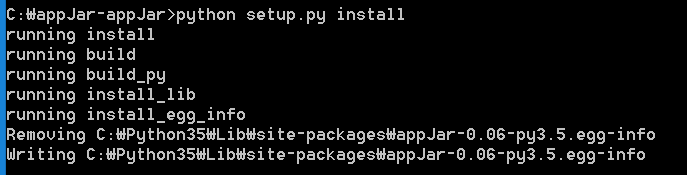 C:₩appJar-appJar>python setup.py install
running install
running build
running build_py
running install_lib
running install_egg_info
Removing C:₩Python35₩Lib₩site-packages₩appJar-0.06-py3.5.egg-info
Writing C:₩Python35₩Lib₩site-packages₩appJar-0.06-py3.5.egg-info